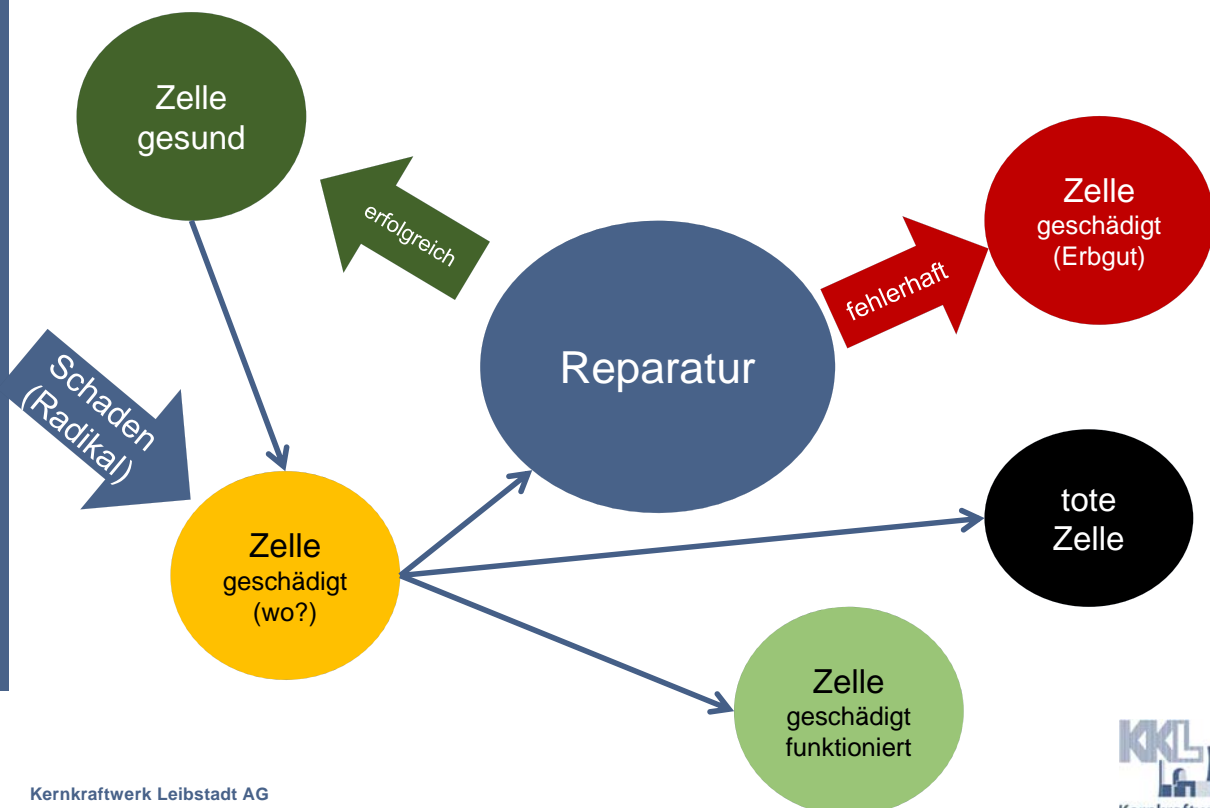 Zelle
gesund
erfolgreich
Reparatur
fehlerhaft
Zelle
geschädigt
(Erbgut)
Schaden
(Radikal)
Zelle
geschädigt
(wo?)
tote
Zelle
Zelle
geschädigt
funktioniert
KKL
Kernkraftwerk Leibstadt AG